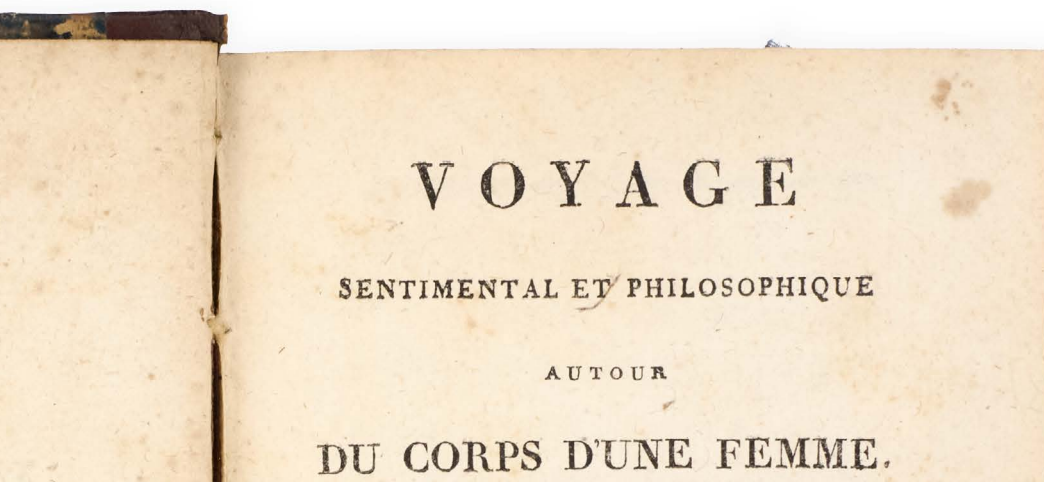 VOYAGE
SENTIMENTAL ET PHILOSOPHIQUE
AUTOUR
DU CORPS D'UNE FEMME.